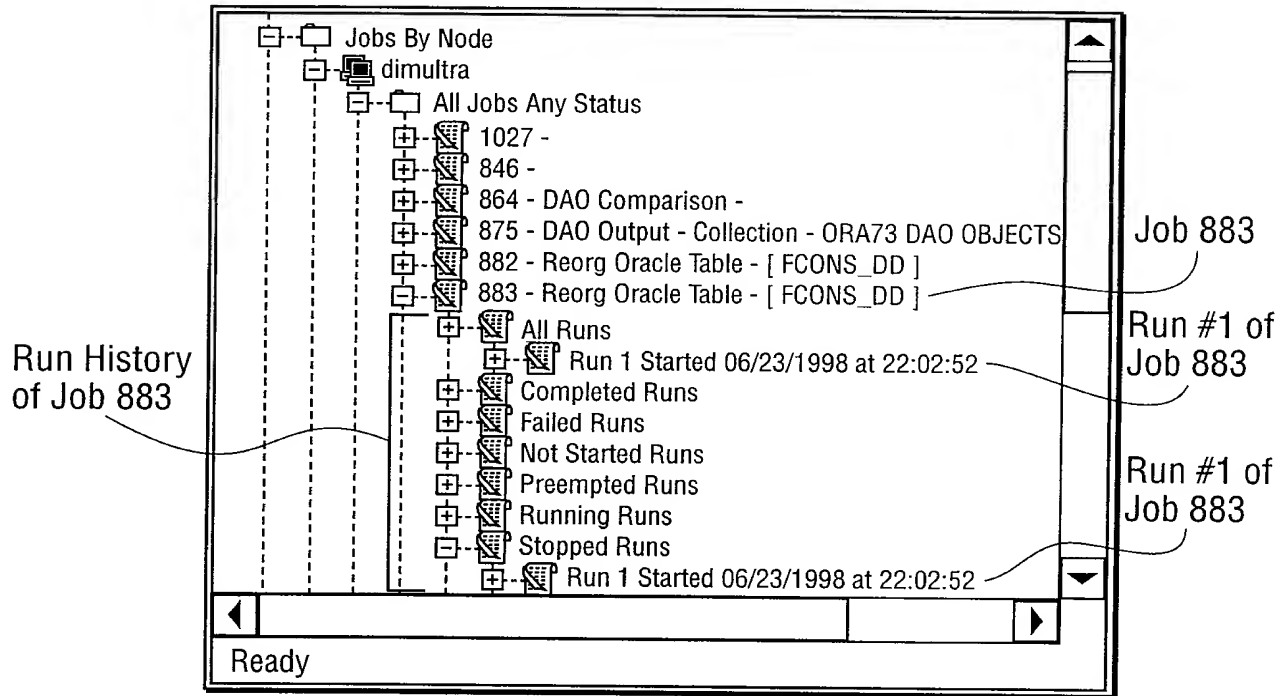 Jobs By Node
dimultra
All Jobs Any Status
1027 -
846 -
864 - DAO Comparison -
875 - DAO Output - Collection - ORA73 DAO OBJECTS
882 - Reorg Oracle Table - [ FCONS_DD ]
883 - Reorg Oracle Table - [ FCONS_DD ]
All Runs
Run 1 Started 06/23/1998 at 22:02:52
Completed Runs
Failed Runs
Not Started Runs
Preempted Runs
Running Runs
Stopped Runs
Run 1 Started 06/23/1998 at 22:02:52
Ready
Run History
of Job 883
Job 883
Run #1 of
Job 883
Run #1 of
Job 883